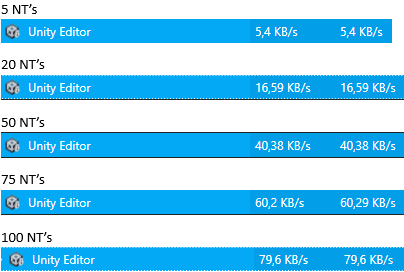 5 NT's
Unity Editor 5,4 KB/s 5,4 KB/s
20 NT's
Unity Editor 16,59 KB/s 16,59 KB/s
50 NT's
Unity Editor 40,38 KB/s 40,38 KB/s
75 NT's
Unity Editor 60,2 KB/s 60,29 KB/s
100 NT's
Unity Editor 79,6 KB/s 79,6 KB/s